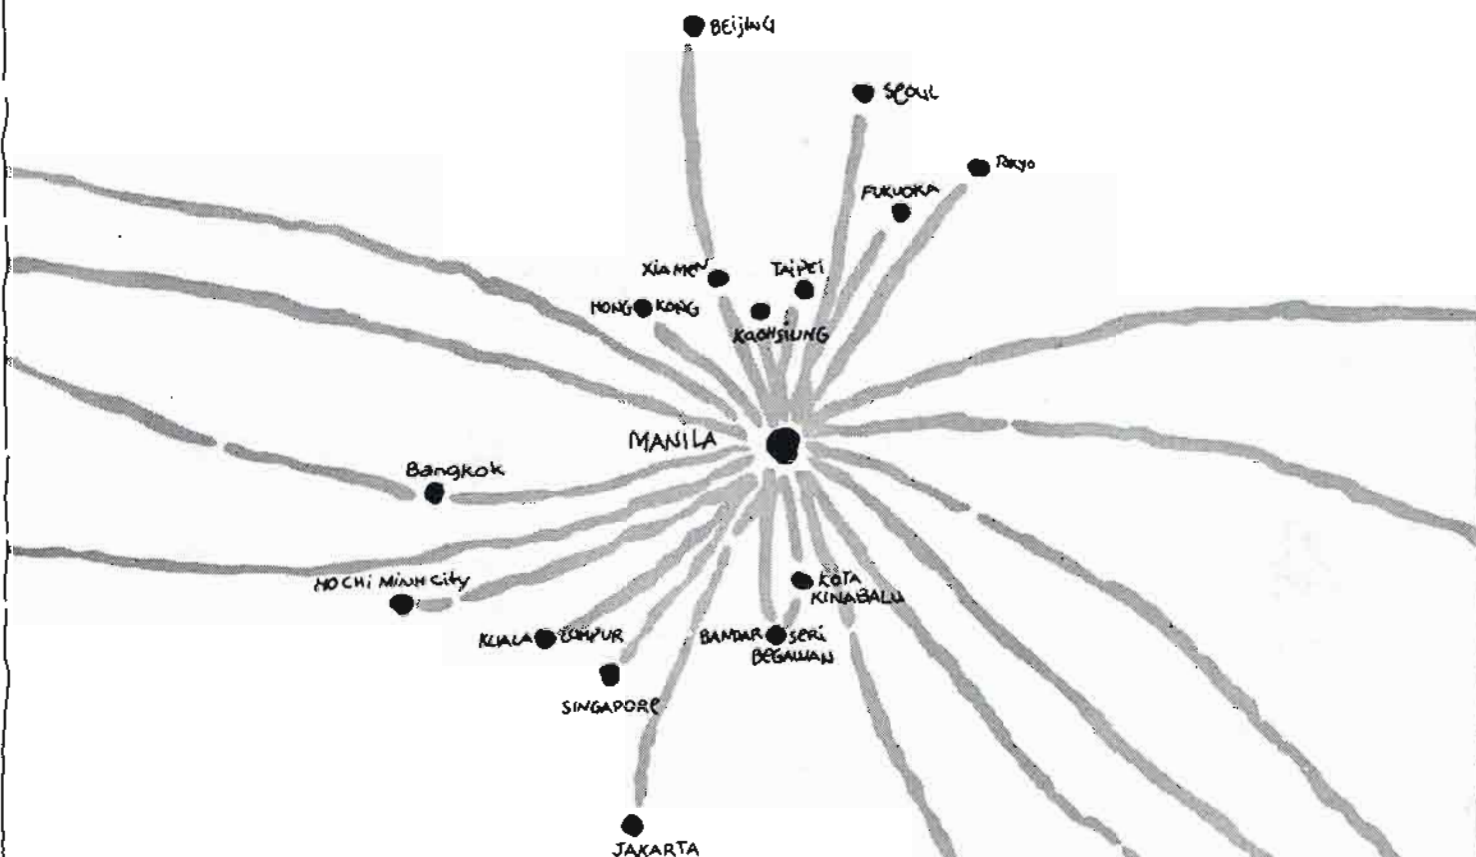 BEijiNG
SeouL
Tokyo
FUKUOKA
XiAMeN
TAiPEi
HONG KONG
KaOHSiUNG
MANILA
Bangkok
HO CHi MiNH City
KOTA
KINABALU
KUALA LUMPUR
BANDAR SeRi
BEGAWAN
SINGAPORe
JAKARTA